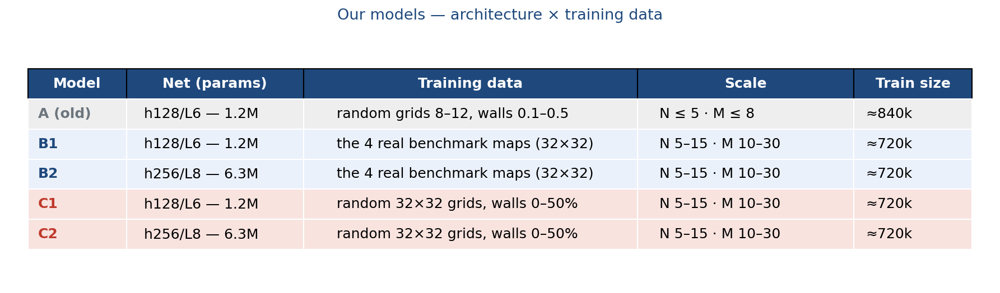 Our models — architecture × training data
Model Net (params) Training data Scale Train size
A (old) h128/L6 — 1.2M random grids 8–12, walls 0.1–0.5 N ≤ 5 · M ≤ 8 ≈840k
B1 h128/L6 — 1.2M the 4 real benchmark maps (32×32) N 5–15 · M 10–30 ≈720k
B2 h256/L8 — 6.3M the 4 real benchmark maps (32×32) N 5–15 · M 10–30 ≈720k
C1 h128/L6 — 1.2M random 32×32 grids, walls 0–50% N 5–15 · M 10–30 ≈720k
C2 h256/L8 — 6.3M random 32×32 grids, walls 0–50% N 5–15 · M 10–30 ≈720k